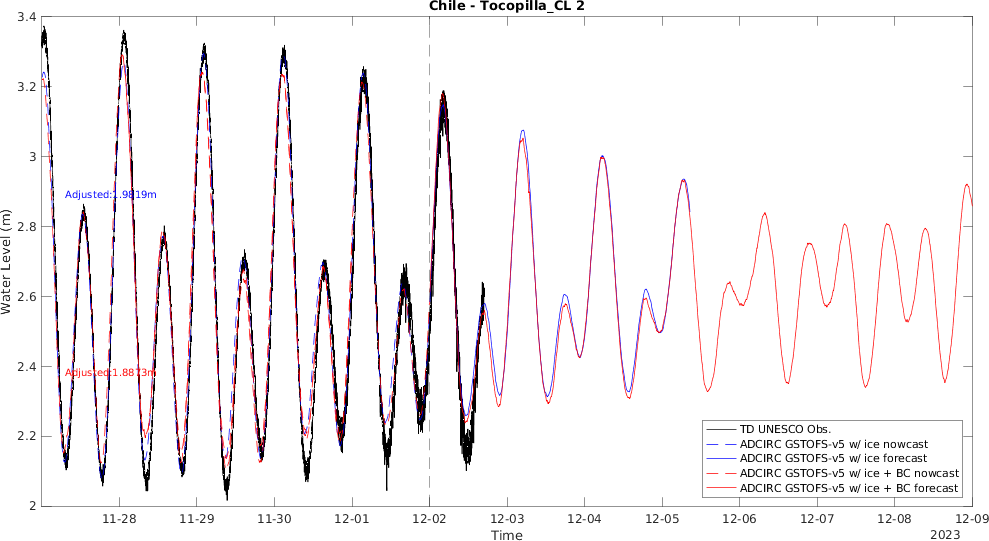 Chile - Tocopilla_CL 2
Water Level (m)
3.4
3.2
3
2.8
2.6
2.4
2.2
2
Adjusted:1.9819m
Adjusted:1.8873m
TD UNESCO Obs.
ADCIRC GSTOFS-v5 w/ ice nowcast
ADCIRC GSTOFS-v5 w/ ice forecast
ADCIRC GSTOFS-v5 w/ ice + BC nowcast
ADCIRC GSTOFS-v5 w/ ice + BC forecast
11-28 11-29 11-30 12-01 12-02 12-03 12-04 12-05 12-06 12-07 12-08 12-09
Time
2023